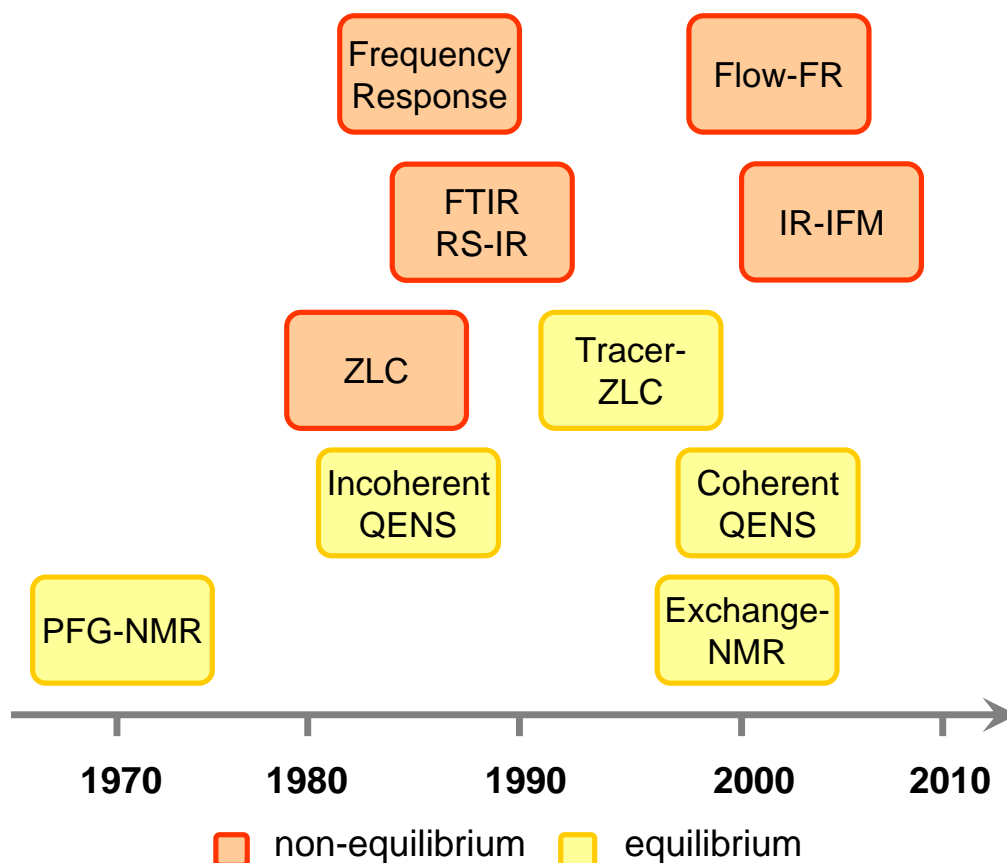 Frequency
Response
Flow-FR
FTIR
RS-IR
IR-IFM
ZLC
Tracer-
ZLC
Incoherent
QENS
Coherent
QENS
PFG-NMR
Exchange-
NMR
1970 1980 1990 2000 2010
non-equilibrium equilibrium